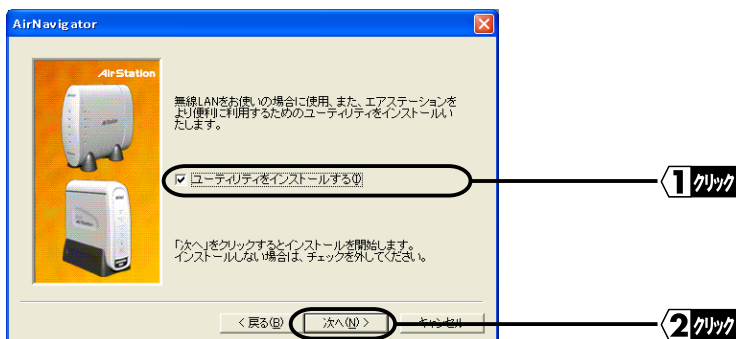 AirNavigator
AirStation
無線LANをお使いの場合に使用、また、エアステーションを
より便利に利用するためのユーティリティをインストールい
たします。
ユーティリティをインストールする(I)
1 クリック
「次へ」をクリックするとインストールを開始します。
インストールしない場合は、チェックを外してください。
< 戻る(B)
次へ(N) >
キャンセル
2 クリック